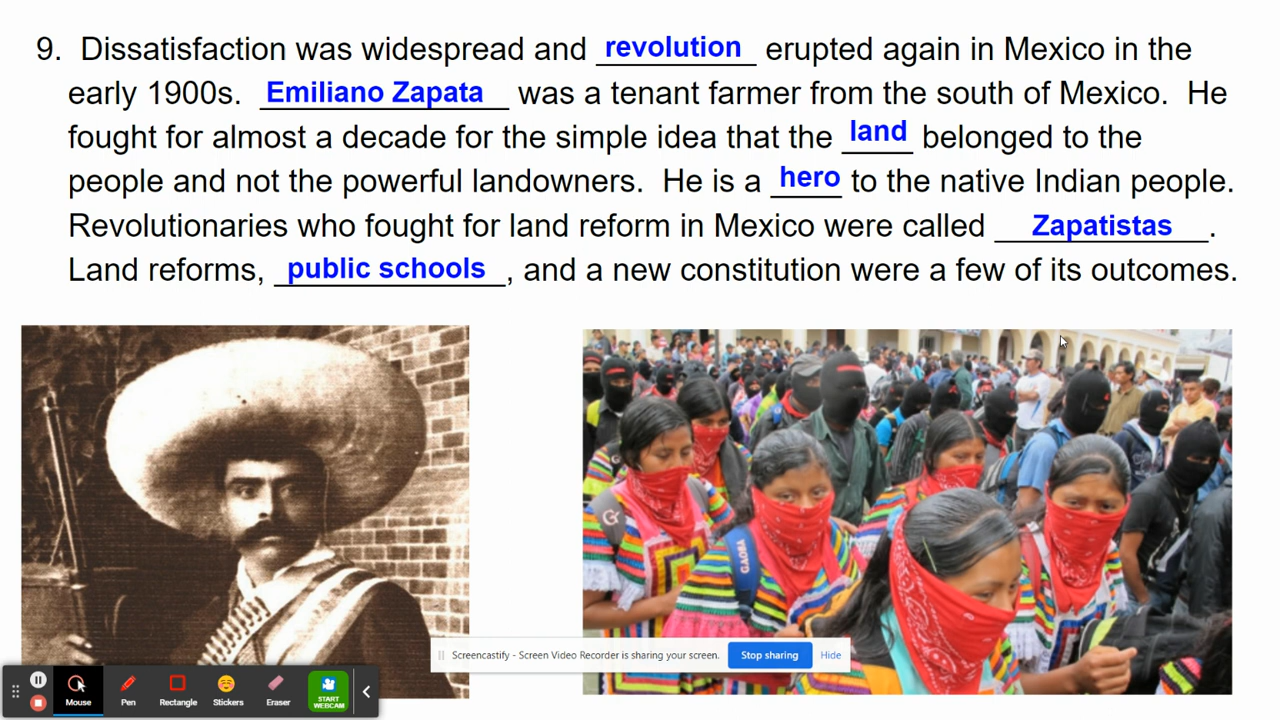 9. Dissatisfaction was widespread and revolution erupted again in Mexico in the
early 1900s. Emiliano Zapata was a tenant farmer from the south of Mexico. He
fought for almost a decade for the simple idea that the land belonged to the
people and not the powerful landowners. He is a hero to the native Indian people.
Revolutionaries who fought for land reform in Mexico were called Zapatistas.
Land reforms, public schools, and a new constitution were a few of its outcomes.
G
GAOSA
Screencastify - Screen Video Recorder is sharing your screen. Stop sharing Hide
Mouse Pen Rectangle Stickers Eraser START
WEBCAM